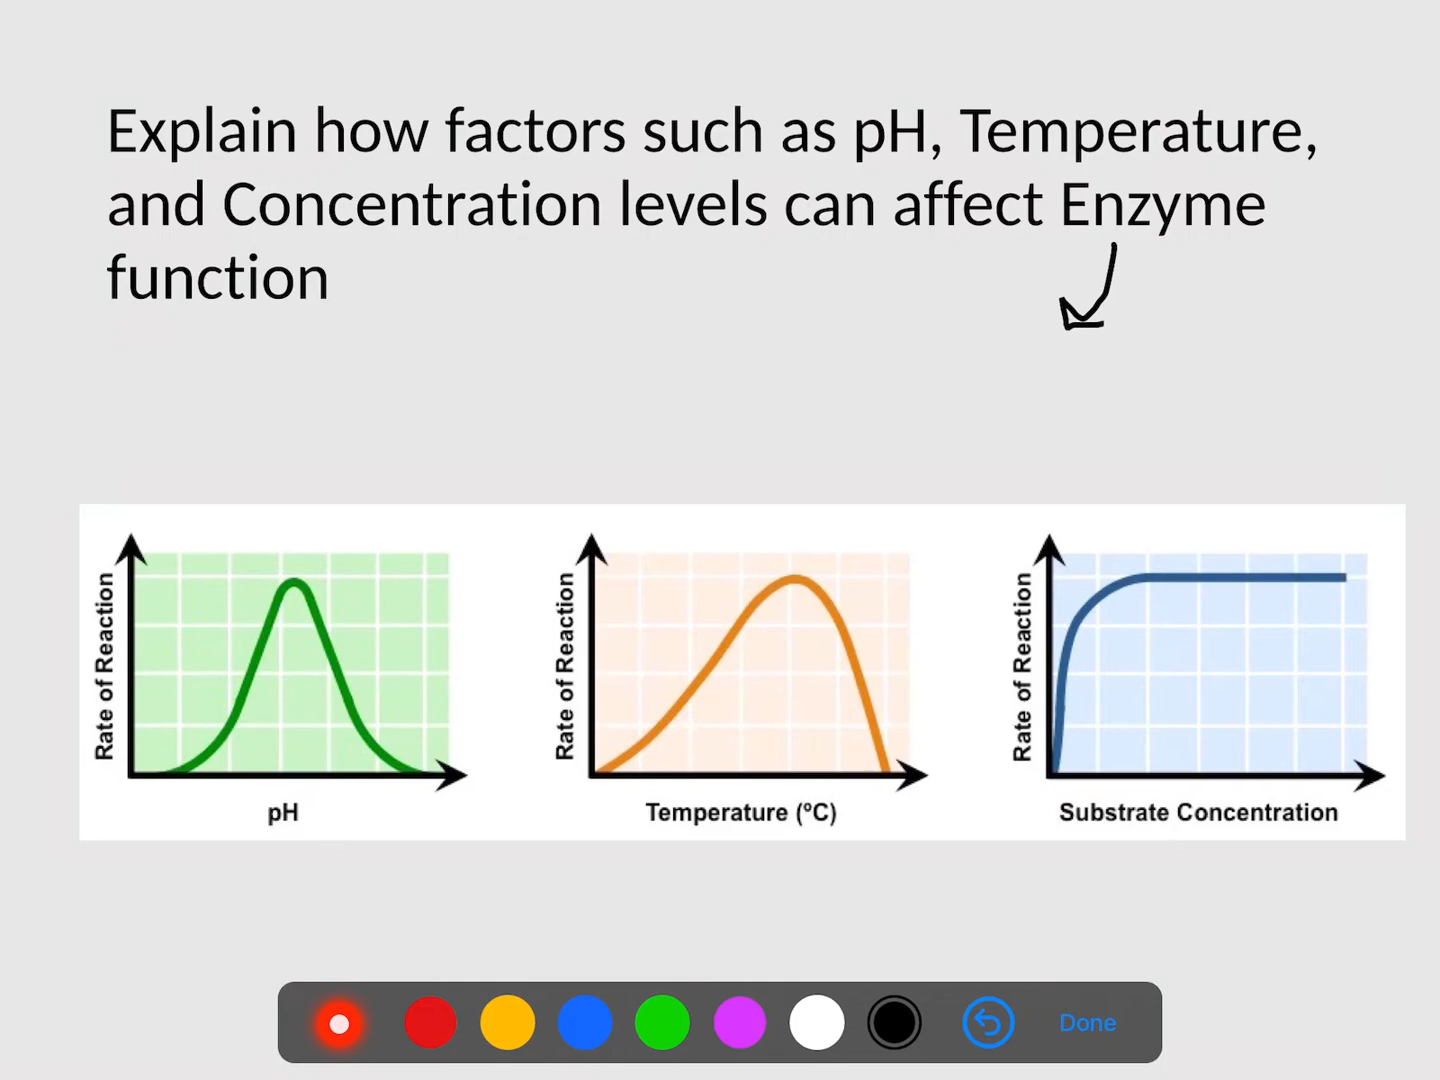 Explain how factors such as pH, Temperature,
and Concentration levels can affect Enzyme
function
Rate of Reaction
pH
Rate of Reaction
Temperature (ºC)
Rate of Reaction
Substrate Concentration
Done